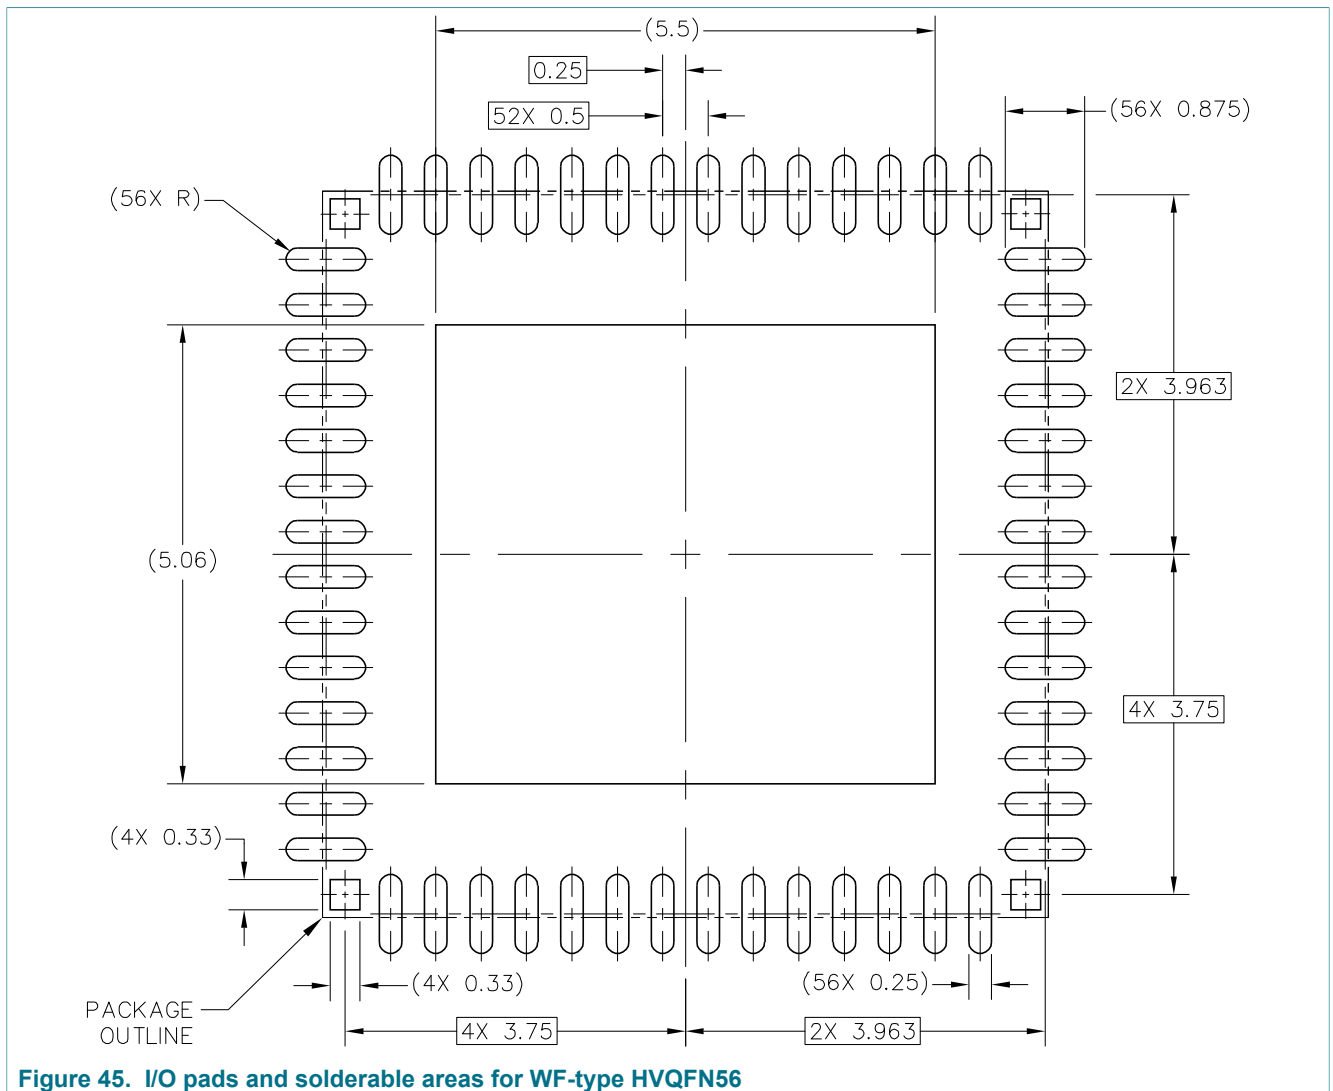 (5.5)
0.25
52X 0.5
(56X 0.875)
(56X R)
2X 3.963
(5.06)
4X 3.75
(4X 0.33)
(4X 0.33)
(56X 0.25)
PACKAGE
OUTLINE
4X 3.75
2X 3.963
Figure 45. I/O pads and solderable areas for WF-type HVQFN56